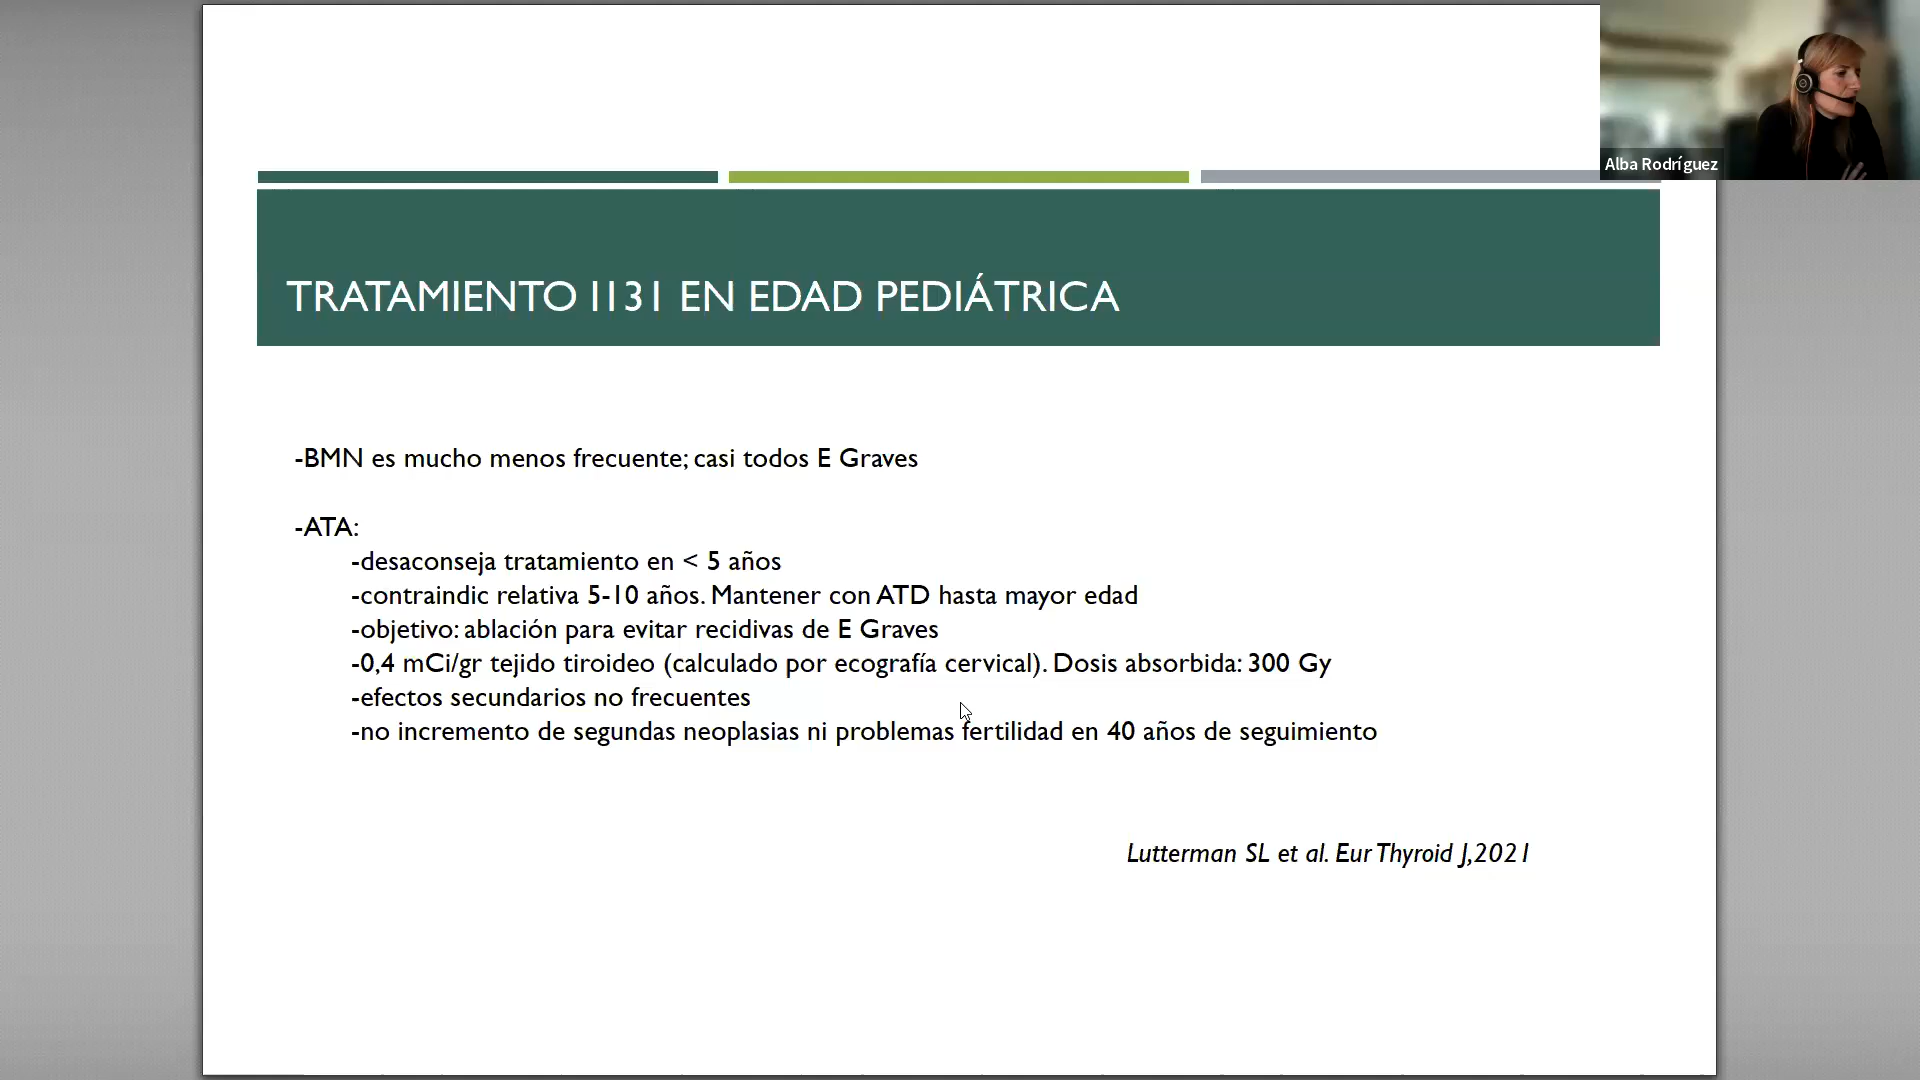 Alba Rodríguez
TRATAMIENTO I131 EN EDAD PEDIÁTRICA
-BMN es mucho menos frecuente; casi todos E Graves
-ATA:
-desaconseja tratamiento en < 5 años
-contraindic relativa 5-10 años. Mantener con ATD hasta mayor edad
-objetivo: ablación para evitar recidivas de E Graves
-0,4 mCi/gr tejido tiroideo (calculado por ecografía cervical). Dosis absorbida: 300 Gy
-efectos secundarios no frecuentes
-no incremento de segundas neoplasias ni problemas fertilidad en 40 años de seguimiento
Lutterman SL et al. Eur Thyroid J,2021